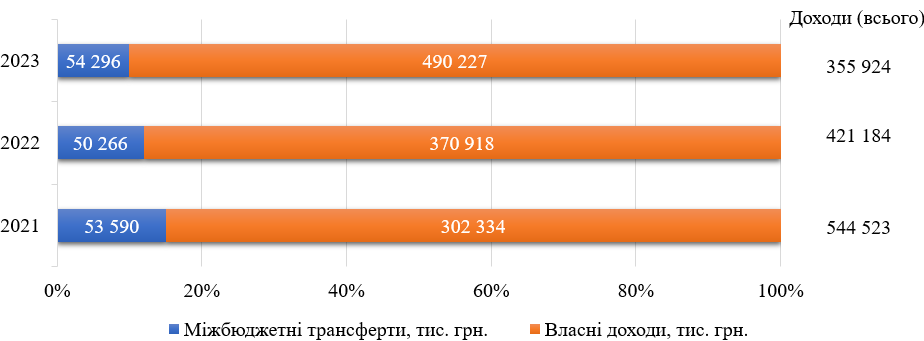 Доходи (всього)
2023 54 296 490 227 355 924
2022 50 266 370 918 421 184
2021 53 590 302 334 544 523
0% 20% 40% 60% 80% 100%
Міжбюджетні трансферти, тис. грн. Власні доходи, тис. грн.